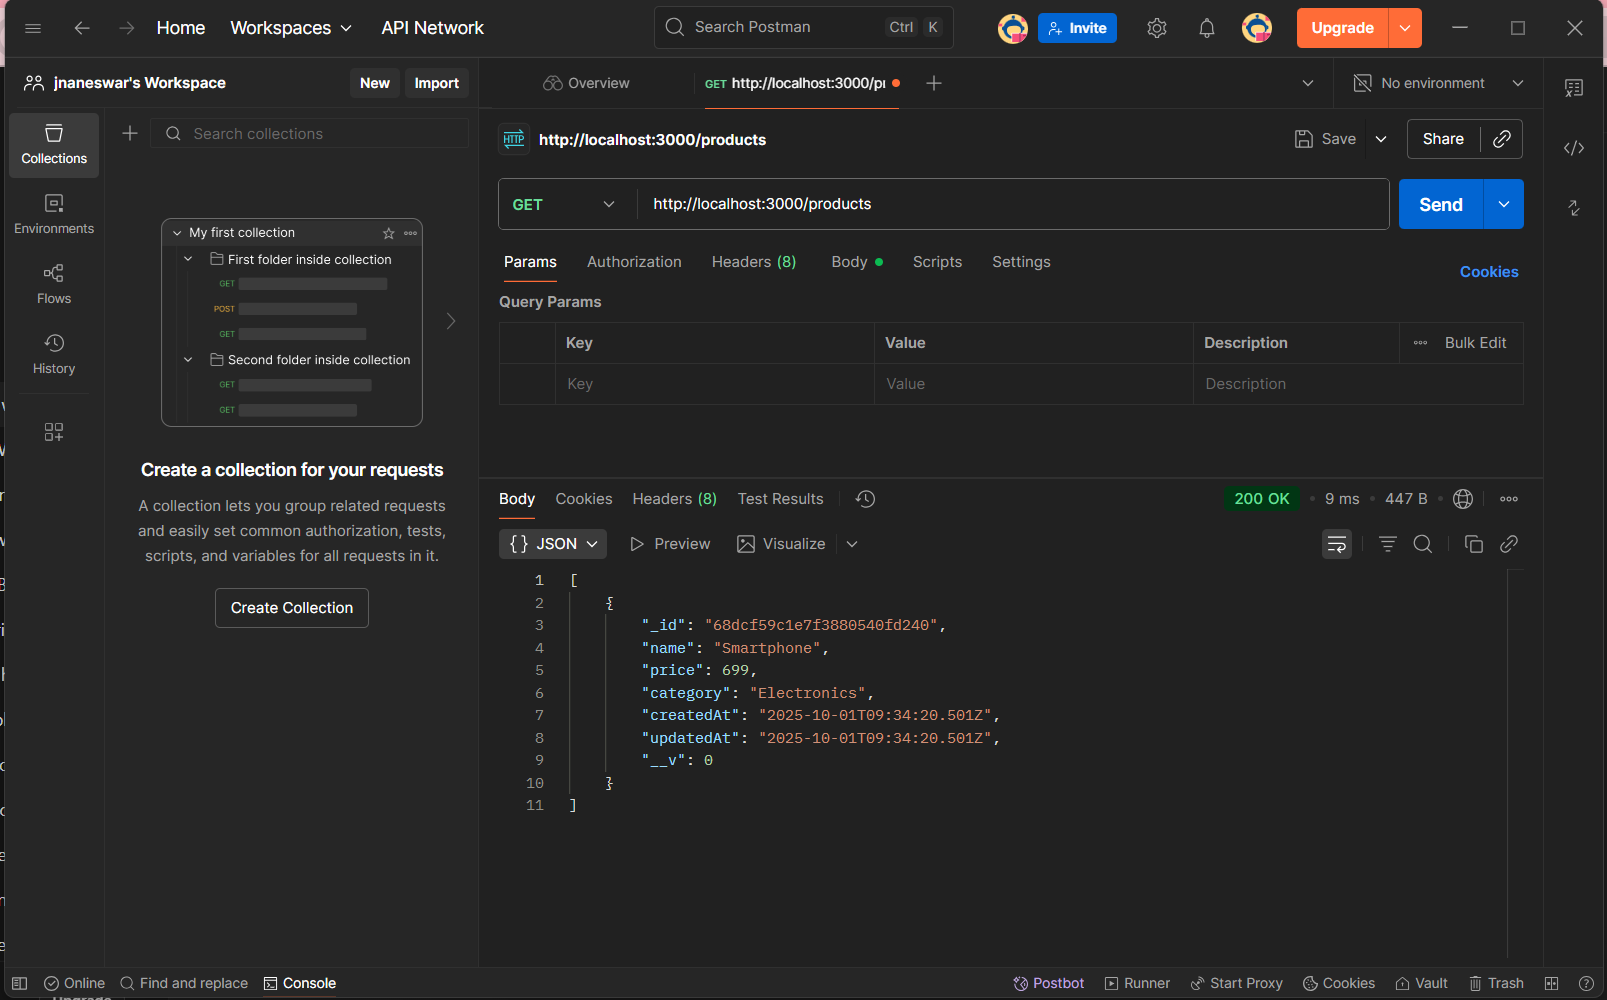 Home
Workspaces
API Network
Search Postman
Ctrl K
Invite
Upgrade
jnaneswar's Workspace
New
Import
Overview
GET http://localhost:3000/pr
No environment
Collections
Environments
Flows
History
Search collections
My first collection
First folder inside collection
GET
POST
GET
Second folder inside collection
GET
GET
Create a collection for your requests
A collection lets you group related requests
and easily set common authorization, tests,
scripts, and variables for all requests in it.
Create Collection
HTTP http://localhost:3000/products
Save
Share
GET
http://localhost:3000/products
Send
Params
Authorization
Headers (8)
Body
Scripts
Settings
Cookies
Query Params
Key
Value
Description
Bulk Edit
Key
Value
Description
Body
Cookies
Headers (8)
Test Results
200 OK
9 ms
447 B
{} JSON
Preview
Visualize
1 [
2 {
3 "_id": "68dcf59c1e7f3880540fd240",
4 "name": "Smartphone",
5 "price": 699,
6 "category": "Electronics",
7 "createdAt": "2025-10-01T09:34:20.501Z",
8 "updatedAt": "2025-10-01T09:34:20.501Z",
9 "__v": 0
10 }
11 ]
Online
Find and replace
Console
Postbot
Runner
Start Proxy
Cookies
Vault
Trash